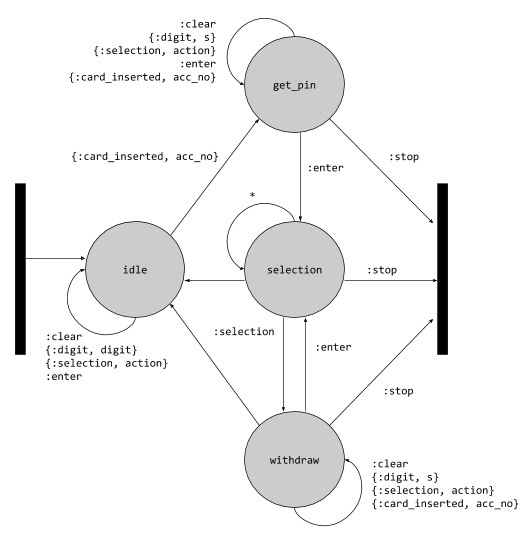 :clear
{:digit, s}
{:selection, action}
:enter
{:card_inserted, acc_no}
get_pin
{:card_inserted, acc_no}
:enter
:stop
*
idle
selection
:stop
:clear
{:digit, digit}
{:selection, action}
:enter
:selection
:enter
:stop
withdraw
:clear
{:digit, s}
{:selection, action}
{:card_inserted, acc_no}